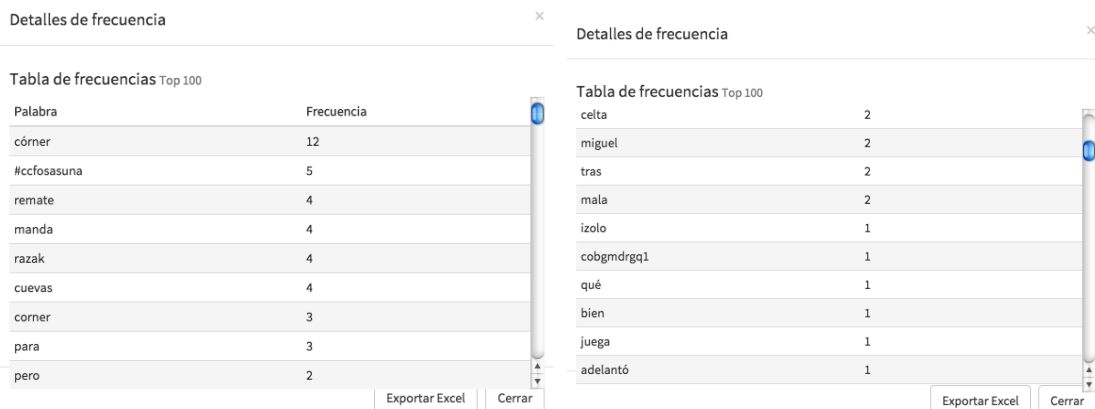 Detalles de frecuencia ×
Tabla de frecuencias Top 100
Palabra Frecuencia
córner 12
#ccfosasuna 5
remate 4
manda 4
razak 4
cuevas 4
corner 3
para 3
pero 2
Exportar Excel Cerrar
Detalles de frecuencia ×
Tabla de frecuencias Top 100
celta 2
miguel 2
tras 2
mala 2
izolo 1
cobgmdrgq1 1
qué 1
bien 1
juega 1
adelantó 1
Exportar Excel Cerrar